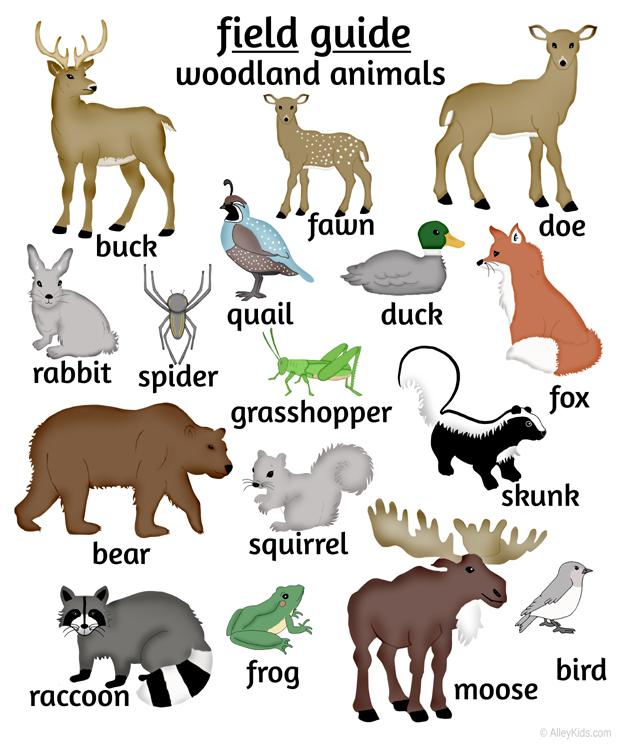 field guide
woodland animals
buck
fawn
doe
rabbit
spider
quail
duck
fox
grasshopper
skunk
bear
squirrel
raccoon
frog
moose
bird
© AlleyKids.com